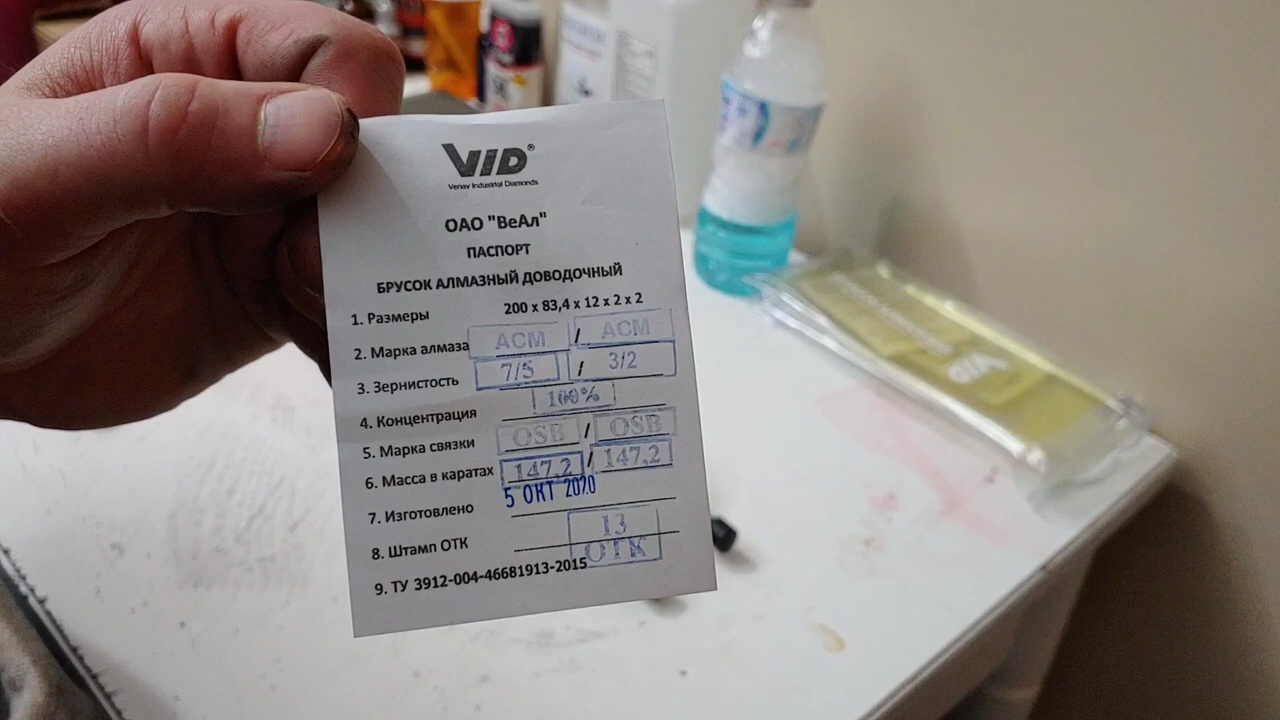 VID®
Venev Industrial Diamonds
ОАО "ВеАл"
ПАСПОРТ
БРУСОК АЛМАЗНЫЙ ДОВОДОЧНЫЙ
1. Размеры 200 x 83,4 x 12 x 2 x 2
2. Марка алмаза АСМ / АСМ
3. Зернистость 7/5 / 3/2
4. Концентрация 100%
5. Марка связки OSB / OSB
6. Масса в каратах 147,2 / 147,2
7. Изготовлено 5 ОКТ 2020
8. Штамп ОТК 13 ОТК
9. ТУ 3912-004-46681913-2015
VID